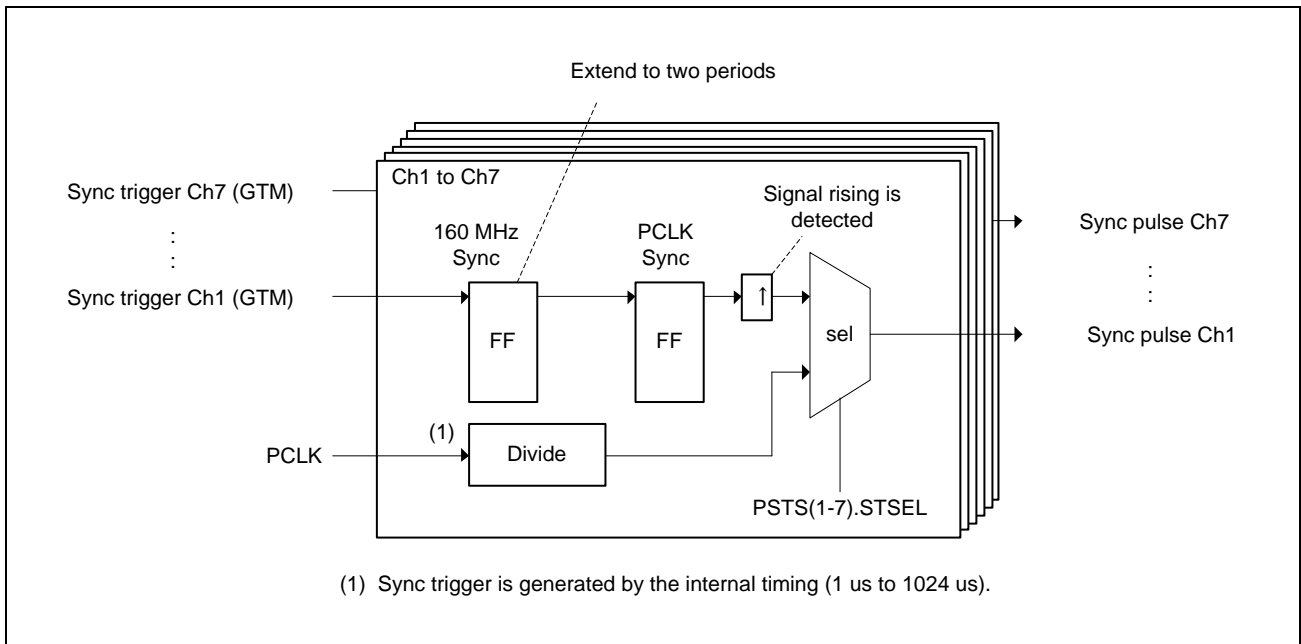 Extend to two periods
Sync trigger Ch7 (GTM)
:
:
Sync trigger Ch1 (GTM)
Ch1 to Ch7
160 MHz
Sync
PCLK
Sync
Signal rising is
detected
FF
FF
↑
sel
Sync pulse Ch7
:
:
Sync pulse Ch1
PCLK
(1)
Divide
PSTS(1-7).STSEL
(1) Sync trigger is generated by the internal timing (1 us to 1024 us).